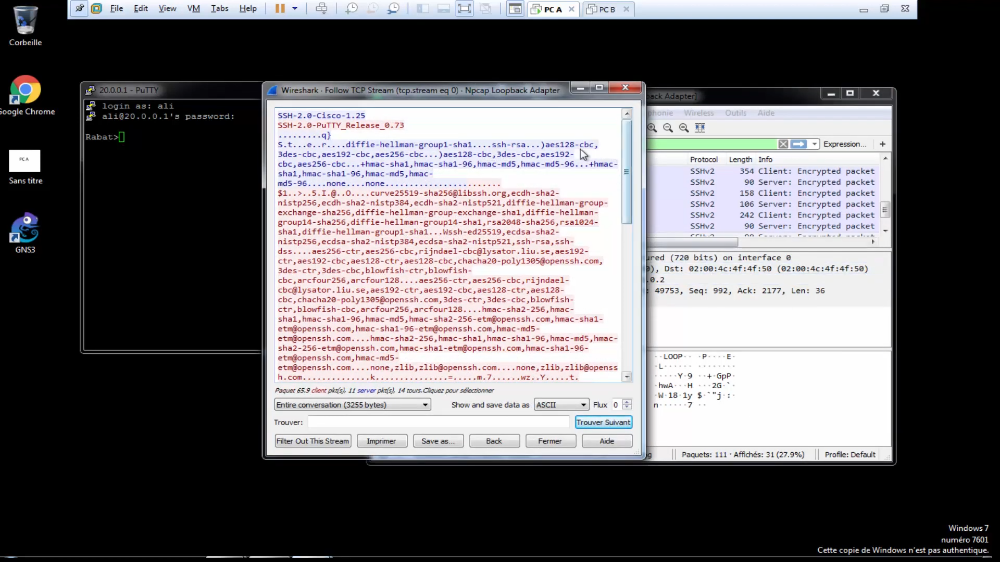 File Edit View VM Tabs Help PC A PC B
Corbeille
Google Chrome
PC A
Sans titre
GNS3
20.0.0.1 - PuTTY
login as: ali
ali@20.0.0.1's password:
Rabat>
Wireshark · Follow TCP Stream (tcp.stream eq 0) · Npcap Loopback Adapter
SSH-2.0-Cisco-1.25
SSH-2.0-PuTTY_Release_0.73
.........q}
S.t...e..r....diffie-hellman-group1-sha1....ssh-rsa...)aes128-cbc,
3des-cbc,aes192-cbc,aes256-cbc...)aes128-cbc,3des-cbc,aes192-
cbc,aes256-cbc...+hmac-sha1,hmac-sha1-96,hmac-md5,hmac-md5-96...+hmac-
sha1,hmac-sha1-96,hmac-md5,hmac-
md5-96....none....none........................
$1..>..5.I.@..O....curve25519-sha256@libssh.org,ecdh-sha2-
nistp256,ecdh-sha2-nistp384,ecdh-sha2-nistp521,diffie-hellman-group-
exchange-sha256,diffie-hellman-group-exchange-sha1,diffie-hellman-
group14-sha256,diffie-hellman-group14-sha1,rsa2048-sha256,rsa1024-
sha1,diffie-hellman-group1-sha1...Wssh-ed25519,ecdsa-sha2-
nistp256,ecdsa-sha2-nistp384,ecdsa-sha2-nistp521,ssh-rsa,ssh-
dss....aes256-ctr,aes256-cbc,rijndael-cbc@lysator.liu.se,aes192-
ctr,aes192-cbc,aes128-ctr,aes128-cbc,chacha20-poly1305@openssh.com,
3des-ctr,3des-cbc,blowfish-ctr,blowfish-
cbc,arcfour256,arcfour128....aes256-ctr,aes256-cbc,rijndael-
cbc@lysator.liu.se,aes192-ctr,aes192-cbc,aes128-ctr,aes128-
cbc,chacha20-poly1305@openssh.com,3des-ctr,3des-cbc,blowfish-
ctr,blowfish-cbc,arcfour256,arcfour128....hmac-sha2-256,hmac-
sha1,hmac-sha1-96,hmac-md5,hmac-sha2-256-etm@openssh.com,hmac-sha1-
etm@openssh.com,hmac-sha1-96-etm@openssh.com,hmac-md5-
etm@openssh.com....hmac-sha2-256,hmac-sha1,hmac-sha1-96,hmac-md5,hmac-
sha2-256-etm@openssh.com,hmac-sha1-etm@openssh.com,hmac-sha1-96-
etm@openssh.com,hmac-md5-
etm@openssh.com....none,zlib,zlib@openssh.com....none,zlib,zlib@openss
h.com..............k...............=.....m.7......wz..Y.....t.
Paquet 65.9 client pkt(s), 11 server pkt(s), 14 tours.Cliquez pour sélectionner
Entire conversation (3255 bytes) Show and save data as ASCII Flux 0
Trouver: Trouver Suivant
Filter Out This Stream Imprimer Save as... Back Fermer Aide
back Adapter]
phonie Wireless Outils Aide
Expression... +
Protocol Length Info
SSHv2 354 Client: Encrypted packet
SSHv2 90 Server: Encrypted packet
SSHv2 158 Client: Encrypted packet
SSHv2 106 Server: Encrypted packet
SSHv2 242 Client: Encrypted packet
SSHv2 90 Server: Encrypted packet
ured (720 bits) on interface 0
0), Dst: 02:00:4c:4f:4f:50 (02:00:4c:4f:4f:50)
.0.2
: 49753, Seq: 992, Ack: 2177, Len: 36
··LOOP·· ·P····E·
·L······ ········
·····Y·9 ··+·GpP·
·hwA···H ···2G·`·
·W·18·1y $·`"j·:·
·n······7 ··
Paquets: 111 · Affichés: 31 (27.9%) Profile: Default
Windows 7
numéro 7601
Cette copie de Windows n'est pas authentique.